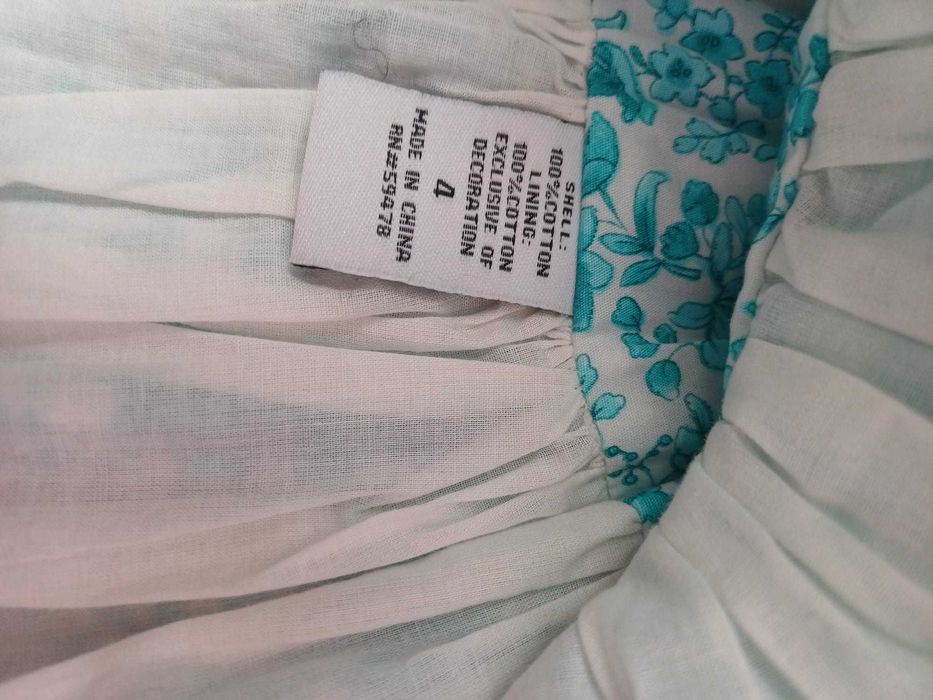 SHELL:
100%COTTON
LINING:
100%COTTON
EXCLUSIVE OF
DECORATION
4
MADE IN CHINA
RN#59478